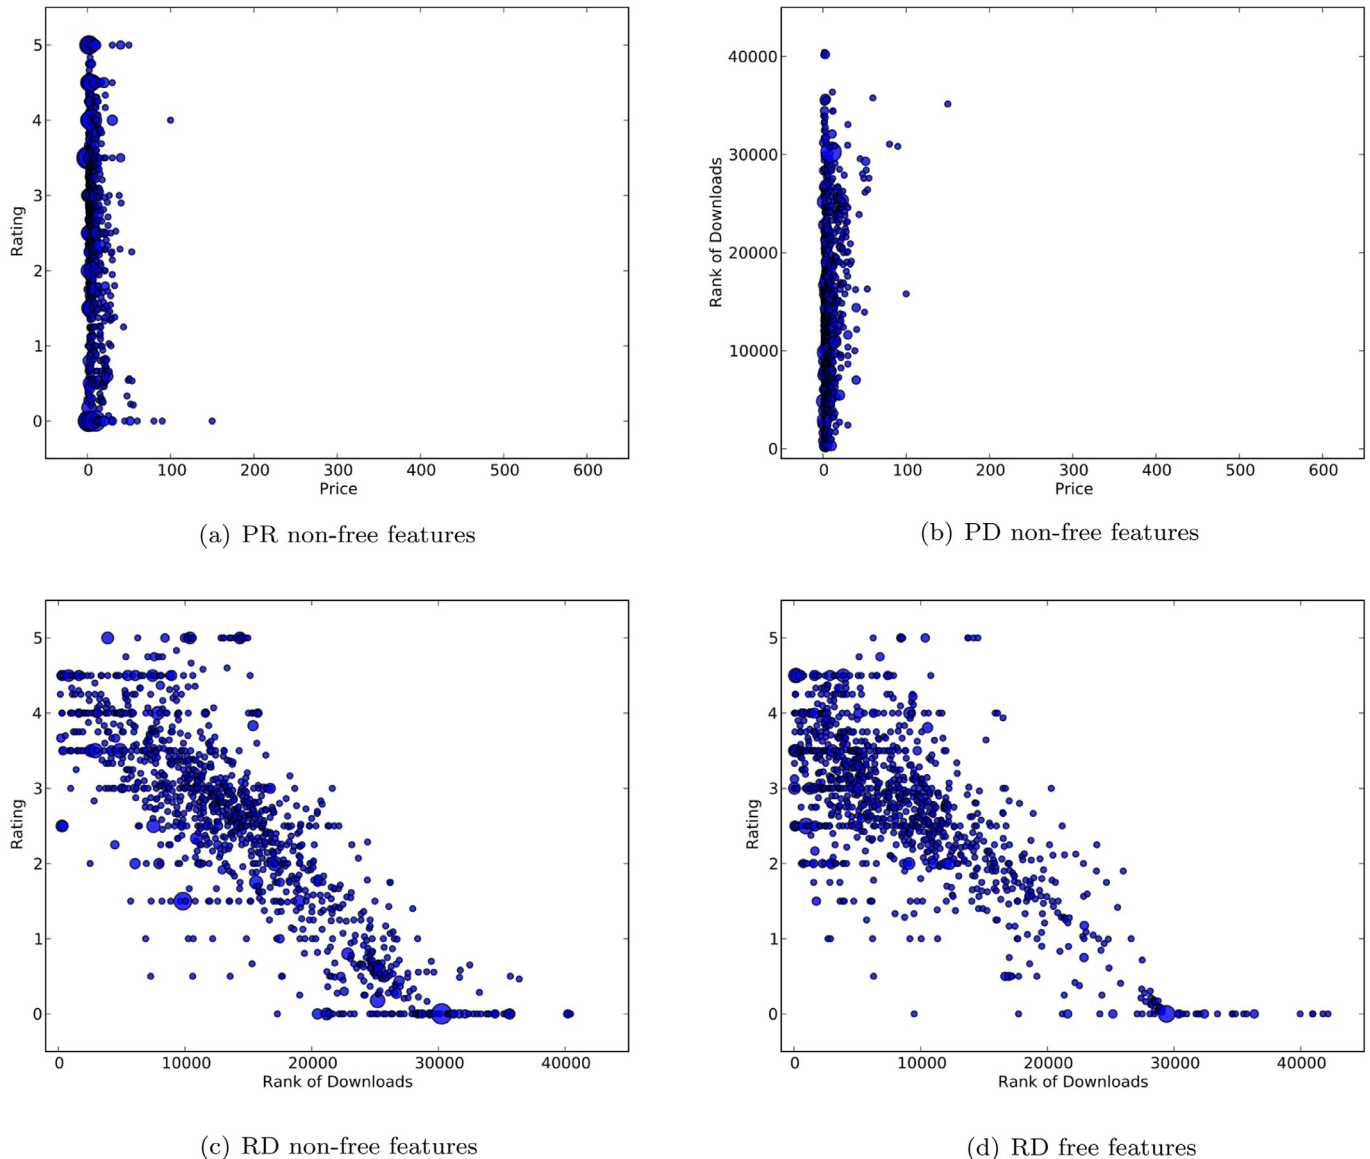 5
4
3
2
1
0
Rating
0 100 200 300 400 500 600
Price
(a) PR non-free features
40000
30000
20000
10000
0
Rank of Downloads
0 100 200 300 400 500 600
Price
(b) PD non-free features
5
4
3
2
1
0
Rating
0 10000 20000 30000 40000
Rank of Downloads
(c) RD non-free features
5
4
3
2
1
0
Rating
0 10000 20000 30000 40000
Rank of Downloads
(d) RD free features